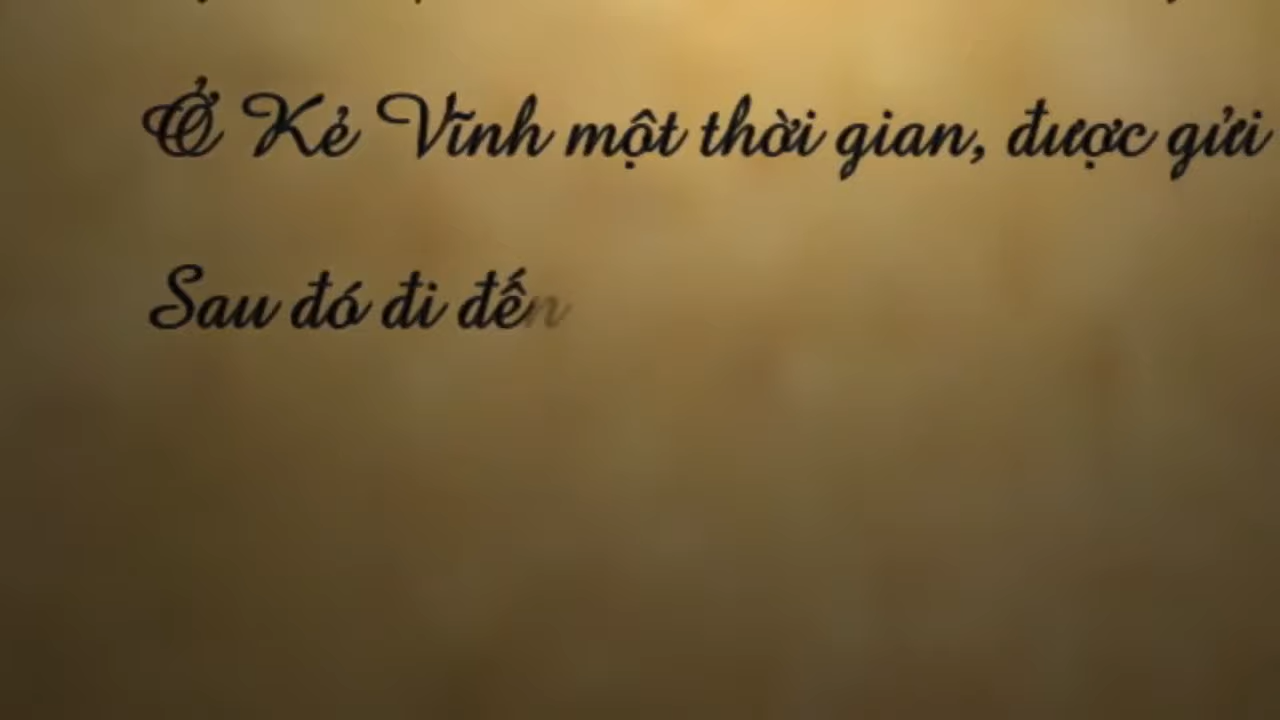 Ở Kẻ Vĩnh một thời gian, được gửi
Sau đó đi đến